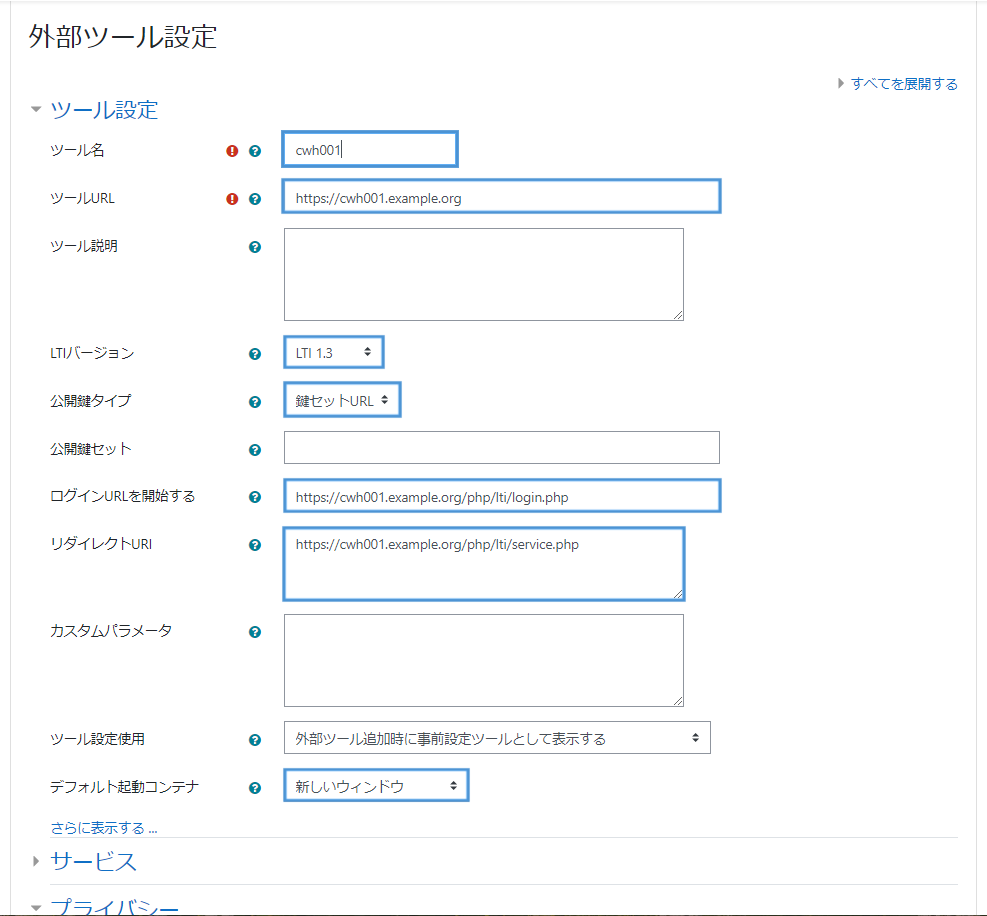 外部ツール設定
すべてを展開する
ツール設定
ツール名 cwh001
ツールURL https://cwh001.example.org
ツール説明
LTIバージョン LTI 1.3
公開鍵タイプ 鍵セットURL
公開鍵セット
ログインURLを開始する https://cwh001.example.org/php/lti/login.php
リダイレクトURI https://cwh001.example.org/php/lti/service.php
カスタムパラメータ
ツール設定使用 外部ツール追加時に事前設定ツールとして表示する
デフォルト起動コンテナ 新しいウィンドウ
さらに表示する ...
サービス
プライバシー